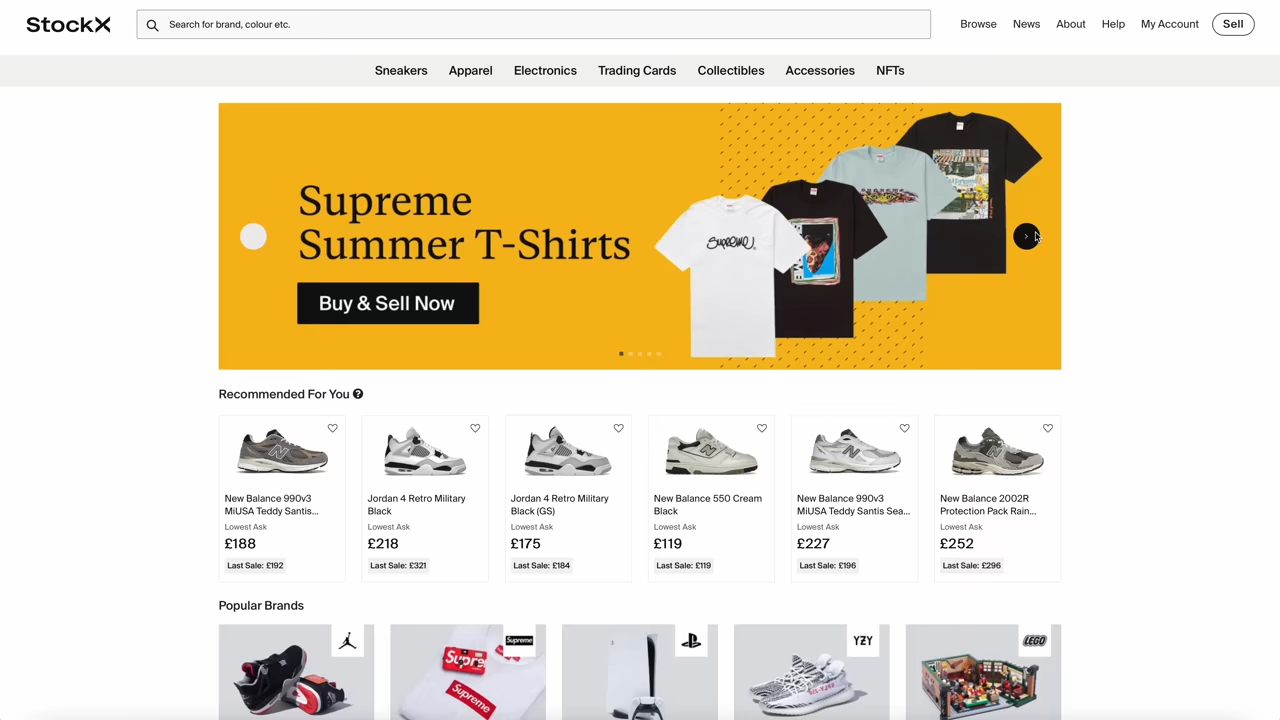 StockX
Search for brand, colour etc.
Browse
News
About
Help
My Account
Sell
Sneakers
Apparel
Electronics
Trading Cards
Collectibles
Accessories
NFTs
Supreme
Summer T-Shirts
Buy & Sell Now
Supreme
Recommended For You
New Balance 990v3
MiUSA Teddy Santis...
Lowest Ask
£188
Last Sale: £192
Jordan 4 Retro Military
Black
Lowest Ask
£218
Last Sale: £321
Jordan 4 Retro Military
Black (GS)
Lowest Ask
£175
Last Sale: £184
New Balance 550 Cream
Black
Lowest Ask
£119
Last Sale: £119
New Balance 990v3
MiUSA Teddy Santis Sea...
Lowest Ask
£227
Last Sale: £196
New Balance 2002R
Protection Pack Rain...
Lowest Ask
£252
Last Sale: £296
Popular Brands
Supreme
YZY
LEGO
Supre
Supreme